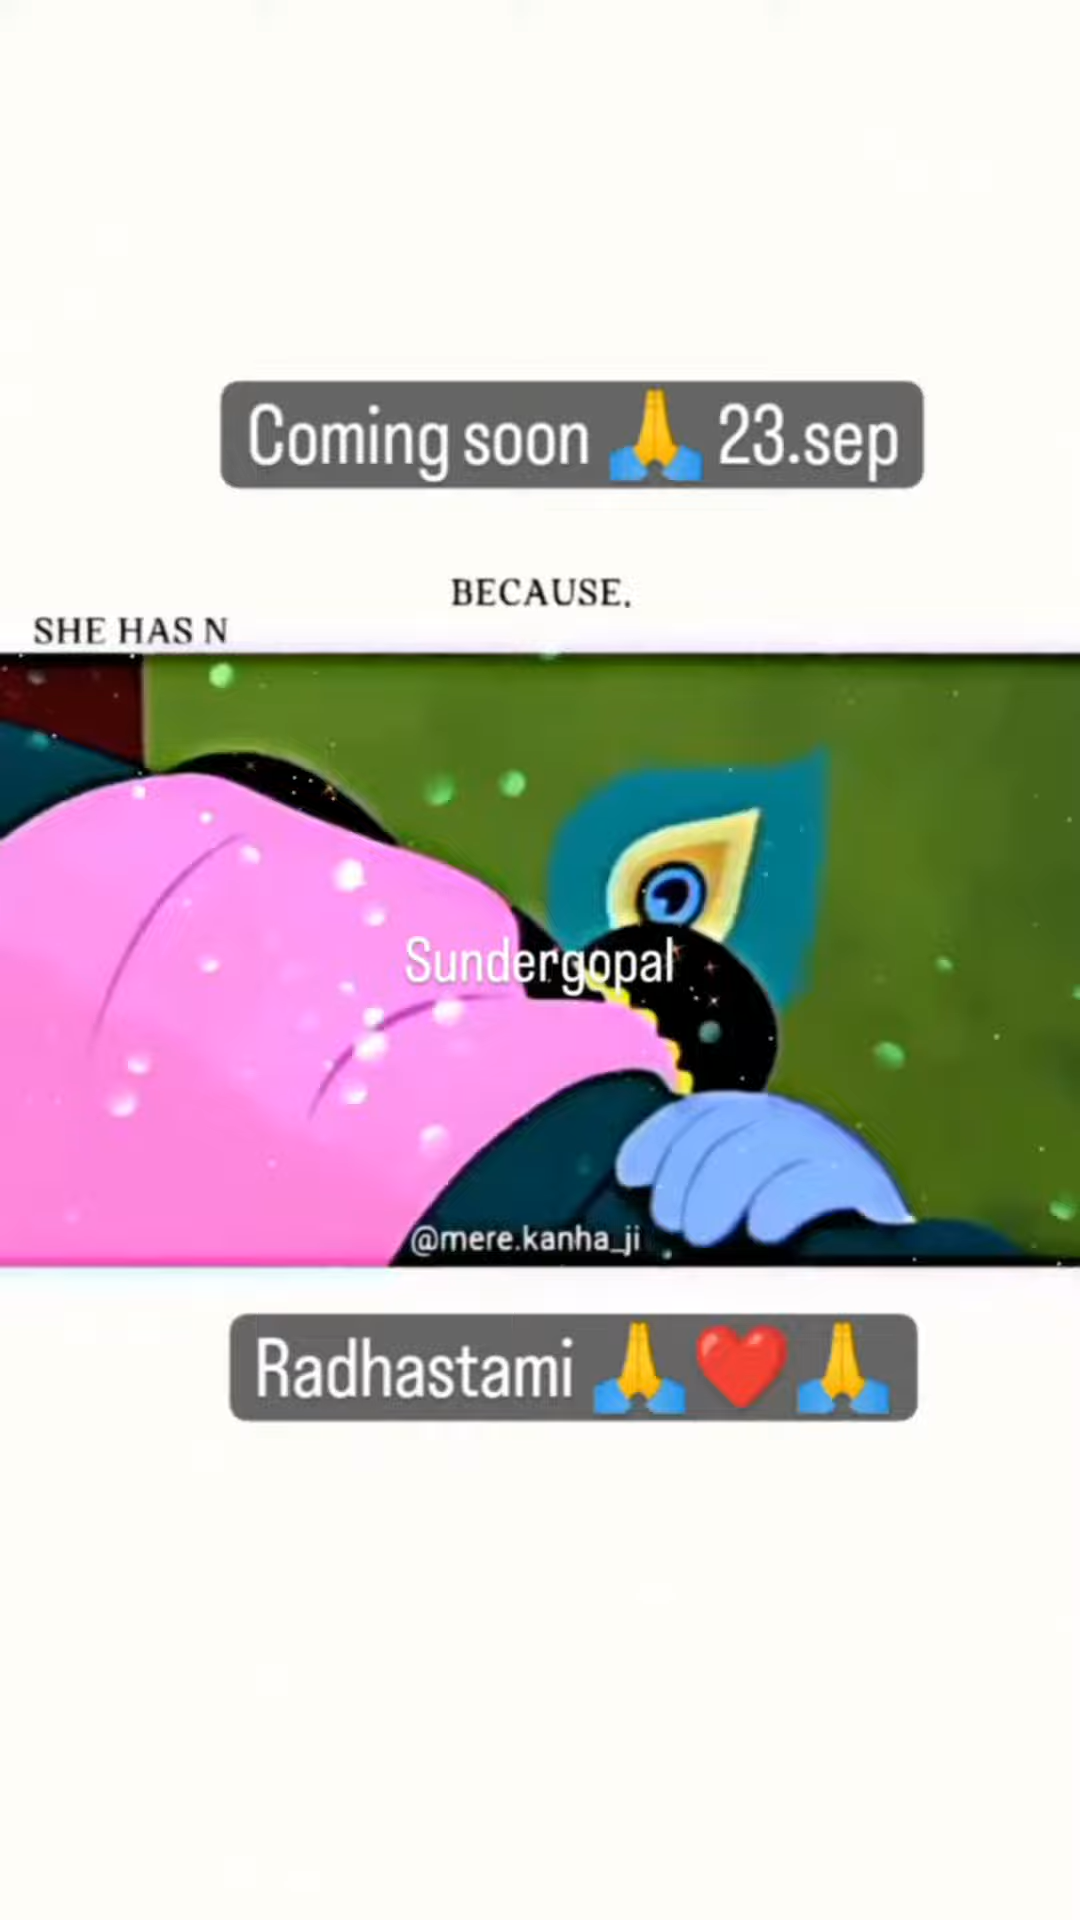 Coming soon 🙏 23.sep
BECAUSE,
SHE HAS N
Sundergopal
@mere.kanha_ji
Radhastami 🙏❤️🙏